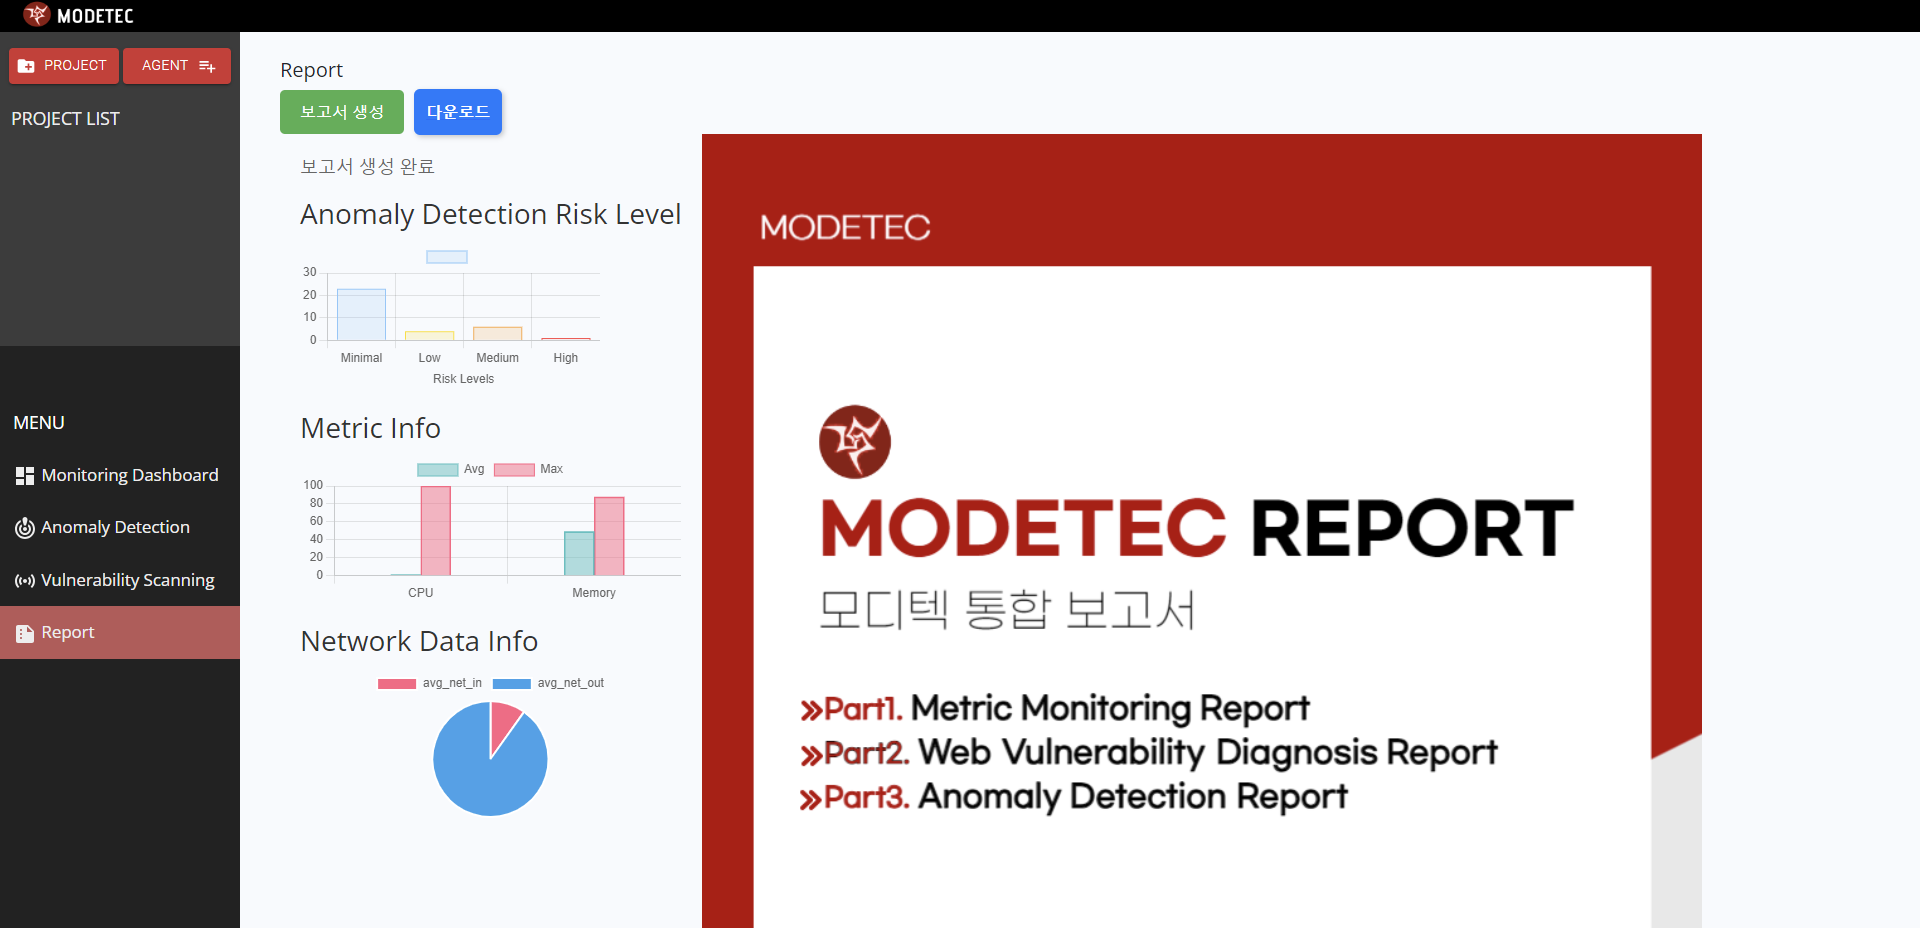 MODETEC
PROJECT
AGENT
PROJECT LIST
MENU
Monitoring Dashboard
Anomaly Detection
Vulnerability Scanning
Report
Report
보고서 생성
다운로드
보고서 생성 완료
Anomaly Detection Risk Level
30
20
10
0
Minimal Low Medium High
Risk Levels
Metric Info
Avg Max
100
80
60
40
20
0
CPU Memory
Network Data Info
avg_net_in avg_net_out
MODETEC
MODETEC REPORT
모디텍 통합 보고서
Part1. Metric Monitoring Report
Part2. Web Vulnerability Diagnosis Report
Part3. Anomaly Detection Report